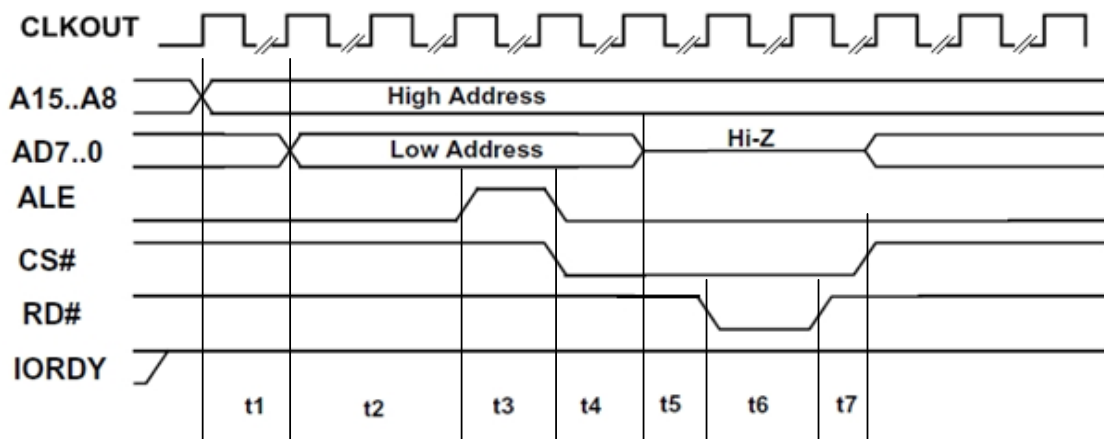 CLKOUT
A15..A8 High Address
AD7..0 Low Address Hi-Z
ALE
CS#
RD#
IORDY
t1 t2 t3 t4 t5 t6 t7